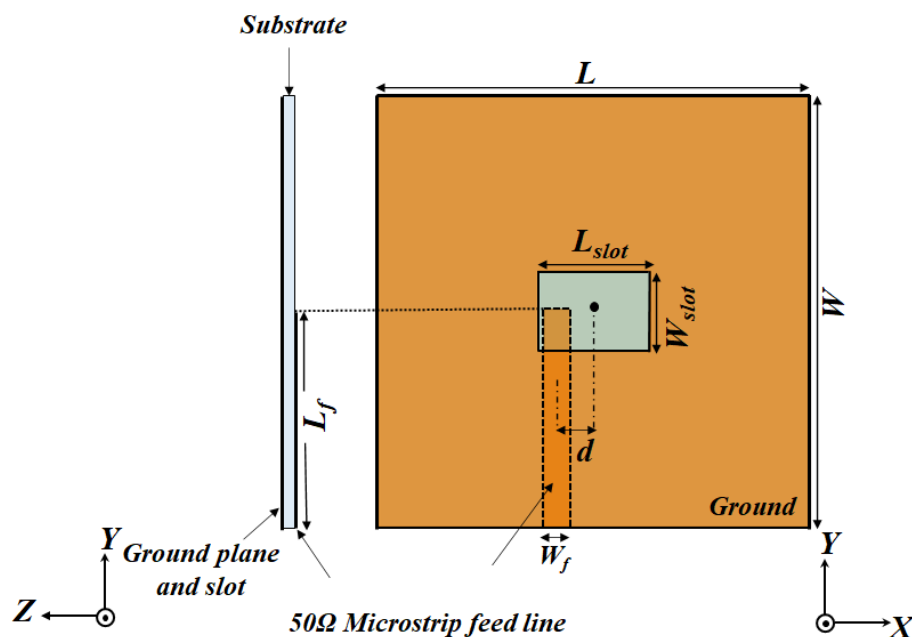 Substrate
L
L_slot
W_slot
W
L_f
d
Ground
W_f
Y
Z
Ground plane
and slot
50Ω Microstrip feed line
Y
X